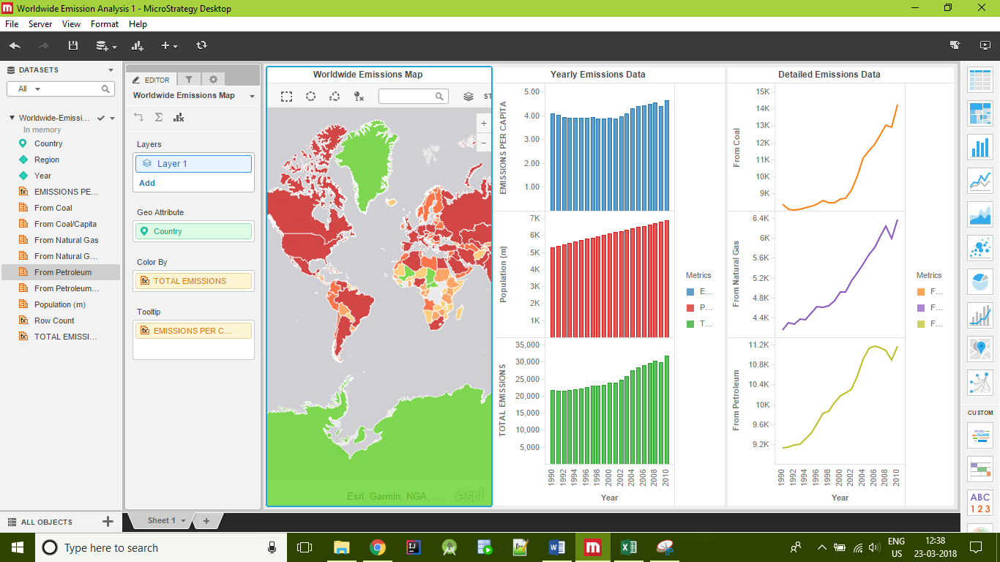 Worldwide Emission Analysis 1 - MicroStrategy Desktop
File Server View Format Help
DATASETS
All
Worldwide-Emissi...
In memory
Country
Region
Year
EMISSIONS PE...
From Coal
From Coal/Capita
From Natural Gas
From Natural G...
From Petroleum
From Petroleum...
Population (m)
Row Count
TOTAL EMISSI...
ALL OBJECTS
EDITOR
Worldwide Emissions Map
Layers
Layer 1
Add
Geo Attribute
Country
Color By
TOTAL EMISSIONS
Tooltip
EMISSIONS PER C...
Worldwide Emissions Map
ST
+
−
Esri, Garmin, NGA, ...
esri
Yearly Emissions Data
EMISSIONS PER CAPITA
5.00
4.00
3.00
2.00
1.00
Population (m)
7K
6K
5K
4K
3K
2K
1K
TOTAL EMISSIONS
35,000
30,000
25,000
20,000
15,000
10,000
5,000
1990 1992 1994 1996 1998 2000 2002 2004 2006 2008 2010
Year
Metrics
E...
P...
T...
Detailed Emissions Data
From Coal
15K
14K
13K
12K
11K
10K
9K
From Natural Gas
6.4K
6K
5.6K
5.2K
4.8K
4.4K
From Petroleum
11.2K
10.8K
10.4K
10K
9.6K
9.2K
1990 1992 1994 1996 1998 2000 2002 2004 2006 2008 2010
Year
Metrics
F...
F...
F...
CUSTOM
WORD
CLOUD
ABC
123
Sheet 1
+
Type here to search
ENG
US
12:38
23-03-2018